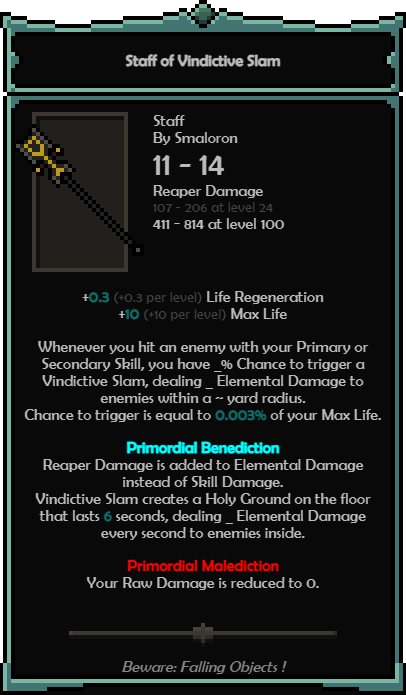 Staff of Vindictive Slam
Staff
By Smaloron
11 - 14
Reaper Damage
107 - 206 at level 24
411 - 814 at level 100
+0.3 (+0.3 per level) Life Regeneration
+10 (+10 per level) Max Life
Whenever you hit an enemy with your Primary or
Secondary Skill, you have _% Chance to trigger a
Vindictive Slam, dealing _ Elemental Damage to
enemies within a ~ yard radius.
Chance to trigger is equal to 0.003% of your Max Life.
Primordial Benediction
Reaper Damage is added to Elemental Damage
instead of Skill Damage.
Vindictive Slam creates a Holy Ground on the floor
that lasts 6 seconds, dealing _ Elemental Damage
every second to enemies inside.
Primordial Malediction
Your Raw Damage is reduced to 0.
Beware: Falling Objects !